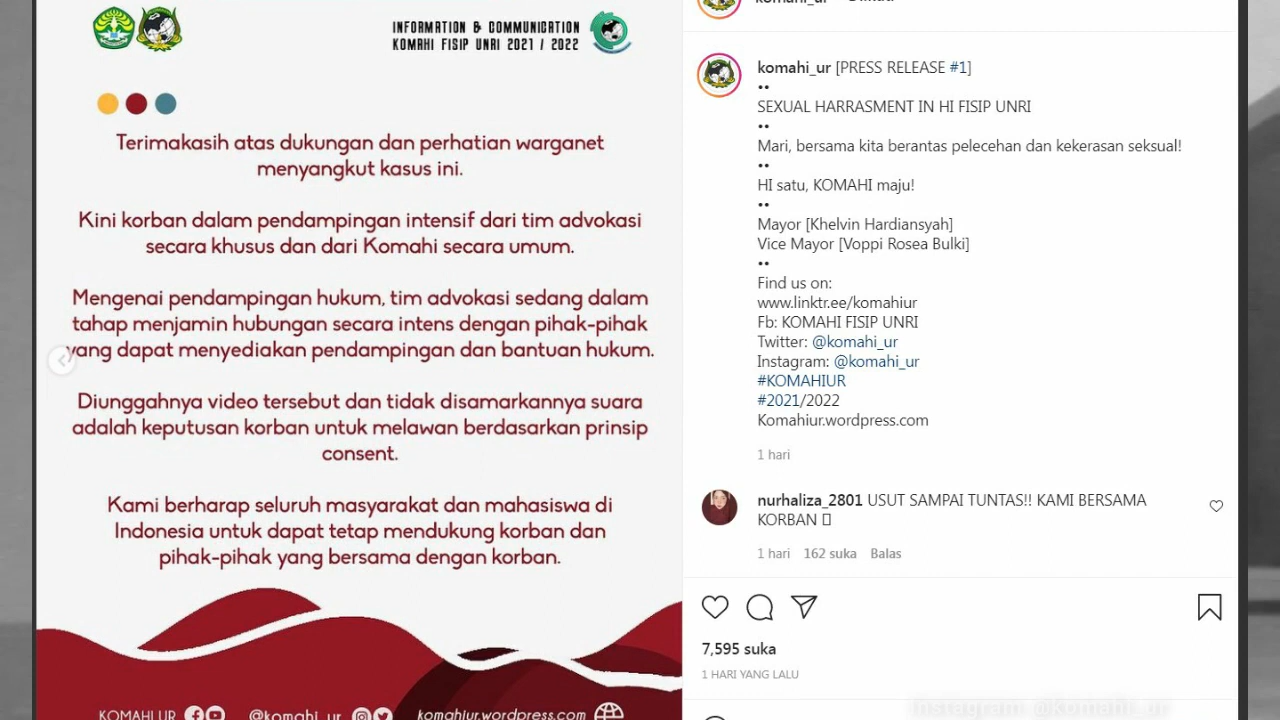 INFORMATION & COMMUNICATION
KOMAHI FISIP UNRI 2021 / 2022
Terimakasih atas dukungan dan perhatian warganet
menyangkut kasus ini.
Kini korban dalam pendampingan intensif dari tim advokasi
secara khusus dan dari Komahi secara umum.
Mengenai pendampingan hukum, tim advokasi sedang dalam
tahap menjamin hubungan secara intens dengan pihak-pihak
yang dapat menyediakan pendampingan dan bantuan hukum.
Diunggahnya video tersebut dan tidak disamarkannya suara
adalah keputusan korban untuk melawan berdasarkan prinsip
consent.
Kami berharap seluruh masyarakat dan mahasiswa di
Indonesia untuk dapat tetap mendukung korban dan
pihak-pihak yang bersama dengan korban.
KOMAHI UR
@komahi_ur
komahiur.wordpress.com
komahi_ur
komahi_ur [PRESS RELEASE #1]
••
SEXUAL HARRASMENT IN HI FISIP UNRI
••
Mari, bersama kita berantas pelecehan dan kekerasan seksual!
••
HI satu, KOMAHI maju!
••
Mayor [Khelvin Hardiansyah]
Vice Mayor [Voppi Rosea Bulki]
••
Find us on:
www.linktr.ee/komahiur
Fb: KOMAHI FISIP UNRI
Twitter: @komahi_ur
Instagram: @komahi_ur
#KOMAHIUR
#2021/2022
Komahiur.wordpress.com
1 hari
nurhaliza_2801 USUT SAMPAI TUNTAS!! KAMI BERSAMA
KORBAN
1 hari 162 suka Balas
7,595 suka
1 HARI YANG LALU
Instagram: @komahi_ur